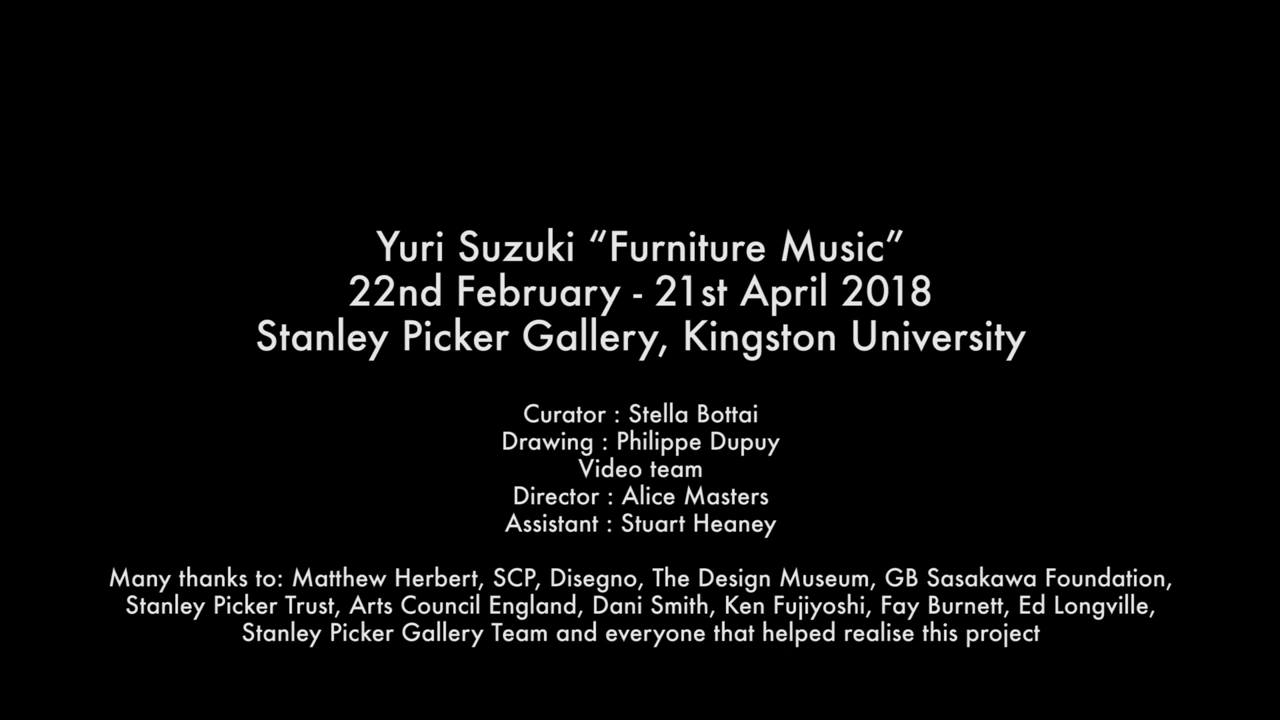 Yuri Suzuki “Furniture Music”
22nd February - 21st April 2018
Stanley Picker Gallery, Kingston University
Curator : Stella Bottai
Drawing : Philippe Dupuy
Video team
Director : Alice Masters
Assistant : Stuart Heaney
Many thanks to: Matthew Herbert, SCP, Disegno, The Design Museum, GB Sasakawa Foundation,
Stanley Picker Trust, Arts Council England, Dani Smith, Ken Fujiyoshi, Fay Burnett, Ed Longville,
Stanley Picker Gallery Team and everyone that helped realise this project